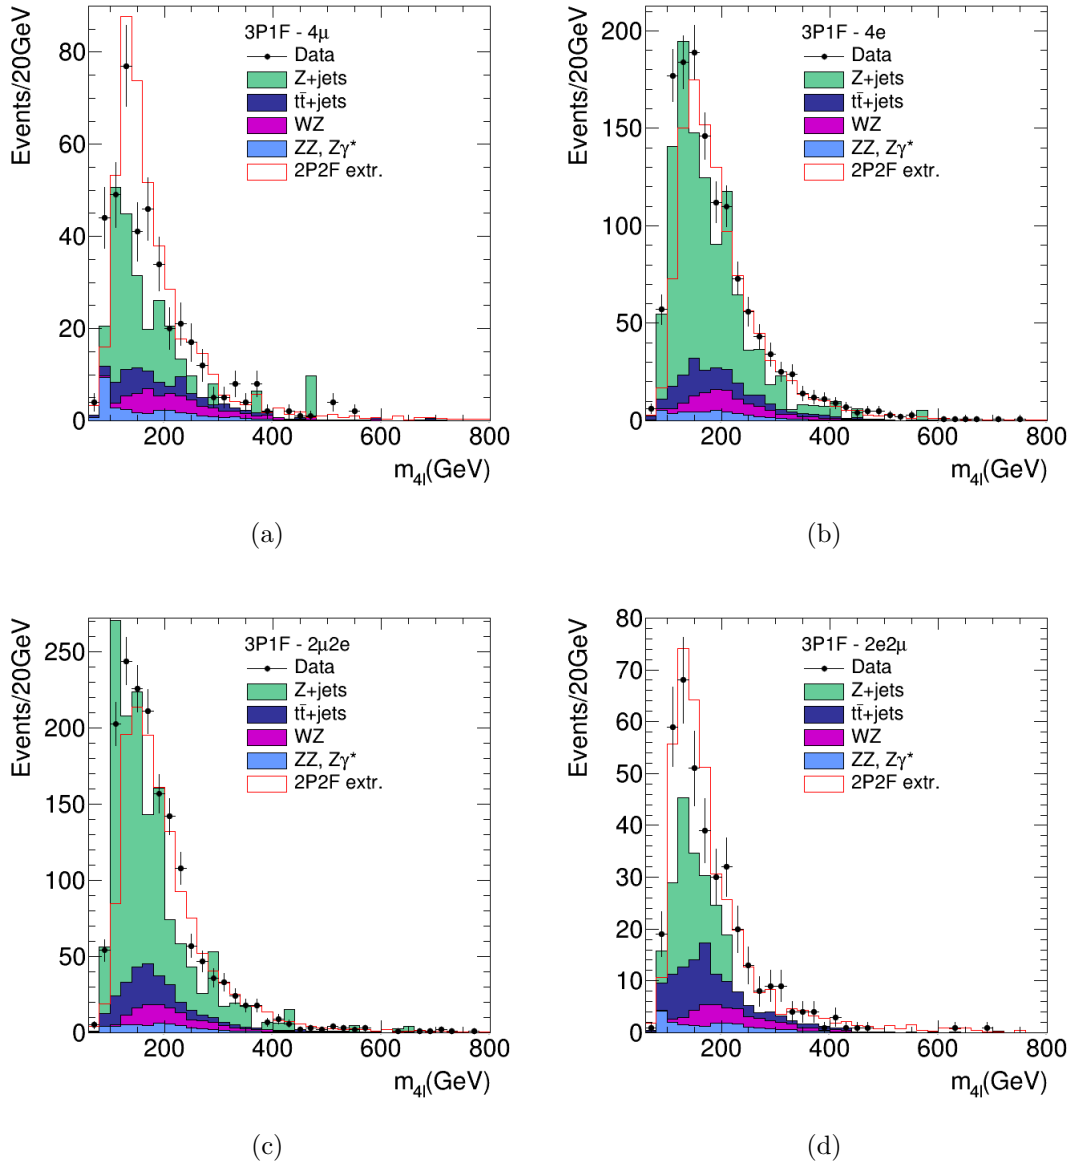 3P1F - 4μ
Data
Z+jets
tt̄+jets
WZ
ZZ, Zγ*
2P2F extr.
Events/20GeV
80
60
40
20
0
200 400 600 800
m4l(GeV)
(a)
3P1F - 4e
Data
Z+jets
tt̄+jets
WZ
ZZ, Zγ*
2P2F extr.
Events/20GeV
200
150
100
50
0
200 400 600 800
m4l(GeV)
(b)
3P1F - 2μ2e
Data
Z+jets
tt̄+jets
WZ
ZZ, Zγ*
2P2F extr.
Events/20GeV
250
200
150
100
50
0
200 400 600 800
m4l(GeV)
(c)
3P1F - 2e2μ
Data
Z+jets
tt̄+jets
WZ
ZZ, Zγ*
2P2F extr.
Events/20GeV
80
70
60
50
40
30
20
10
0
200 400 600 800
m4l(GeV)
(d)